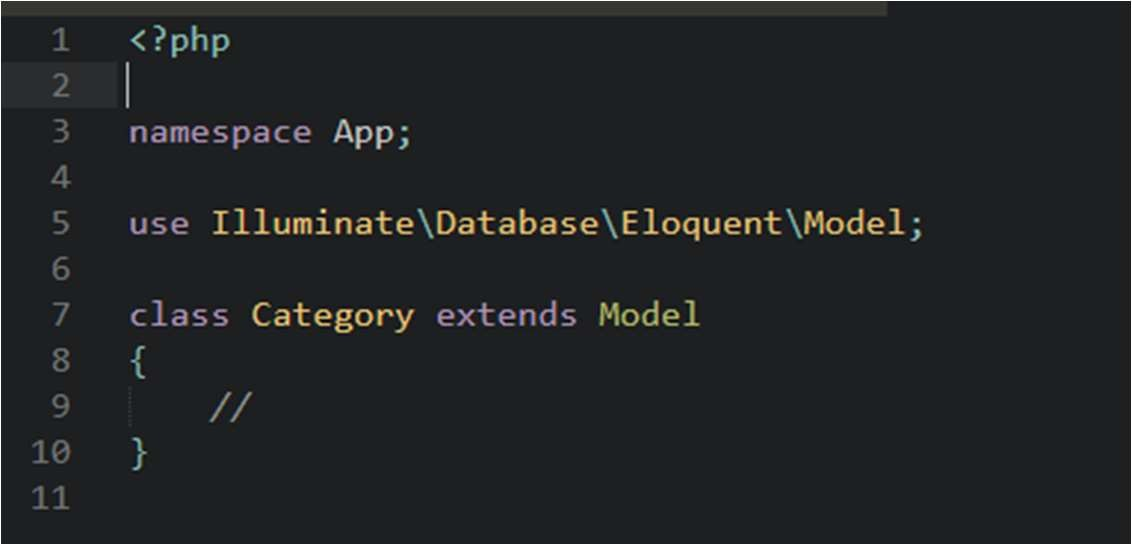 1 <?php
2
3 namespace App;
4
5 use Illuminate\Database\Eloquent\Model;
6
7 class Category extends Model
8 {
9     //
10 }
11